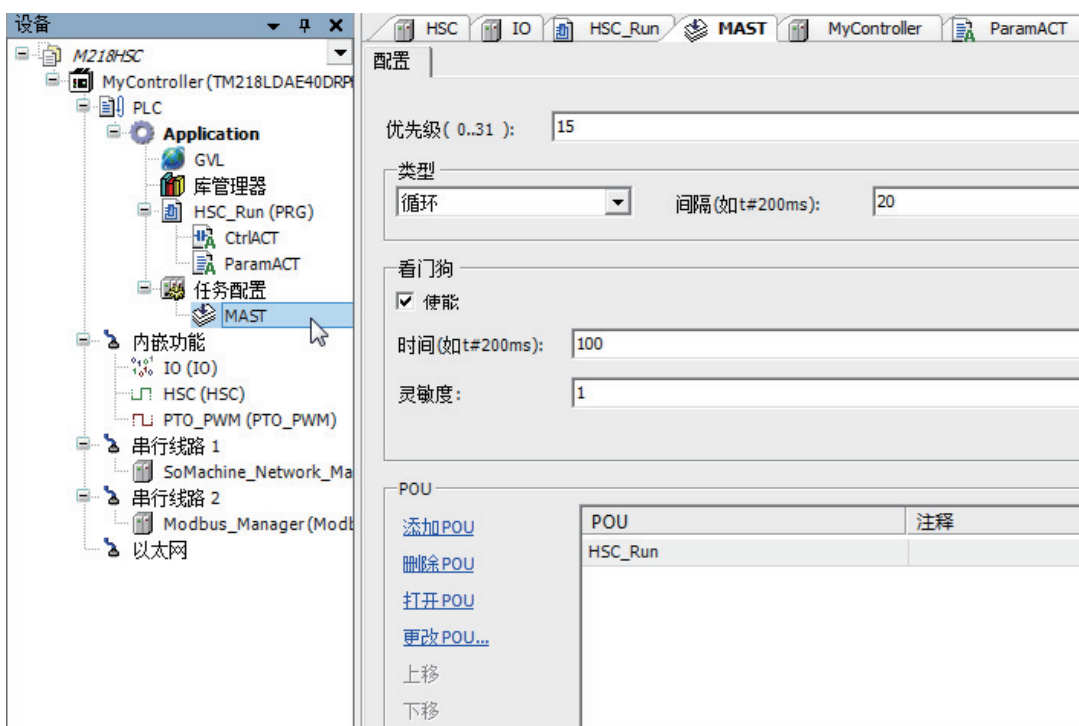 设备
M218HSC
MyController (TM218LDAE40DRP
PLC
Application
GVL
库管理器
HSC_Run (PRG)
CtrlACT
ParamACT
任务配置
MAST
内嵌功能
IO (IO)
HSC (HSC)
PTO_PWM (PTO_PWM)
串行线路 1
SoMachine_Network_Ma
串行线路 2
Modbus_Manager (Modb
以太网
HSC IO HSC_Run MAST MyController ParamACT
配置
优先级( 0..31 ): 15
类型
循环 间隔(如t#200ms): 20
看门狗
使能
时间(如t#200ms): 100
灵敏度: 1
POU
添加POU
删除POU
打开POU
更改POU...
上移
下移
POU 注释
HSC_Run